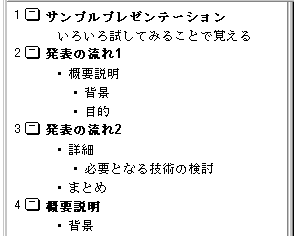 1 サンプルプレゼンテーション
いろいろ試してみることで覚える
2 発表の流れ1
・概要説明
・背景
・目的
3 発表の流れ2
・詳細
・必要となる技術の検討
・まとめ
4 概要説明
・背景